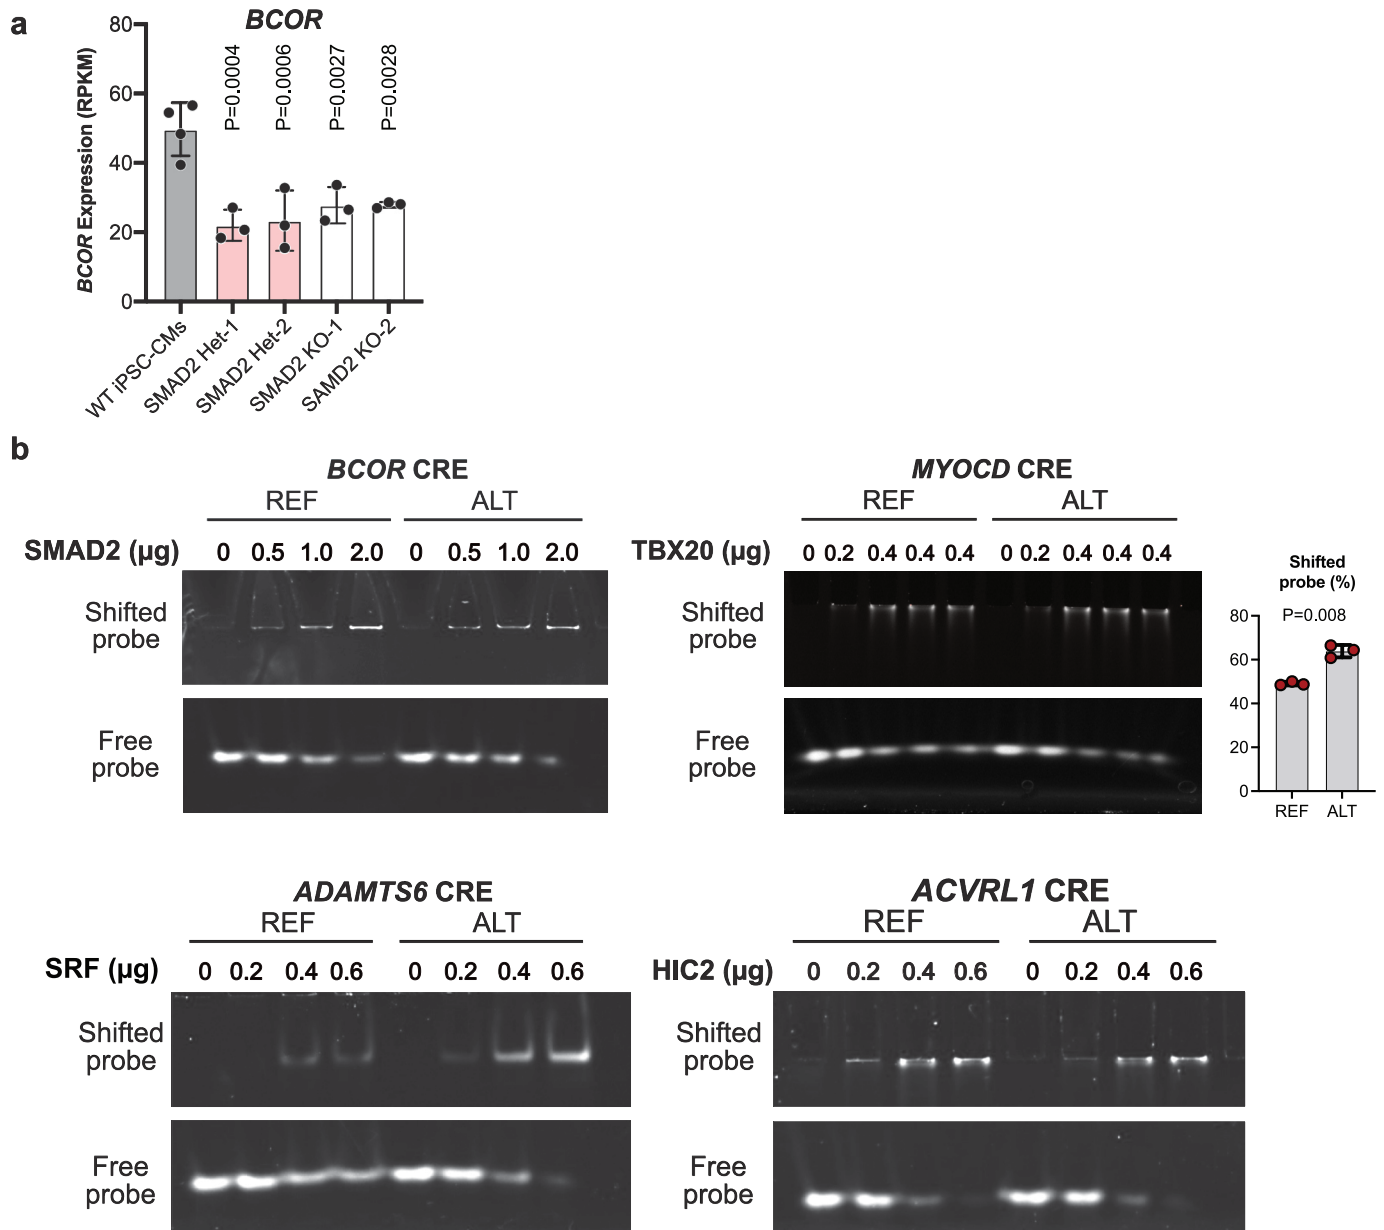 a
BCOR
BCOR Expression (RPKM)
80
60
40
20
0
P=0.0004
P=0.0006
P=0.0027
P=0.0028
WT iPSC-CMs
SMAD2 Het-1
SMAD2 Het-2
SMAD2 KO-1
SAMD2 KO-2
b
BCOR CRE
REF ALT
SMAD2 (µg) 0 0.5 1.0 2.0 0 0.5 1.0 2.0
Shifted
probe
Free
probe
MYOCD CRE
REF ALT
TBX20 (µg) 0 0.2 0.4 0.4 0.4 0 0.2 0.4 0.4 0.4
Shifted
probe
Free
probe
Shifted
probe (%)
P=0.008
80
60
40
20
0
REF ALT
ADAMTS6 CRE
REF ALT
SRF (µg) 0 0.2 0.4 0.6 0 0.2 0.4 0.6
Shifted
probe
Free
probe
ACVRL1 CRE
REF ALT
HIC2 (µg) 0 0.2 0.4 0.6 0 0.2 0.4 0.6
Shifted
probe
Free
probe